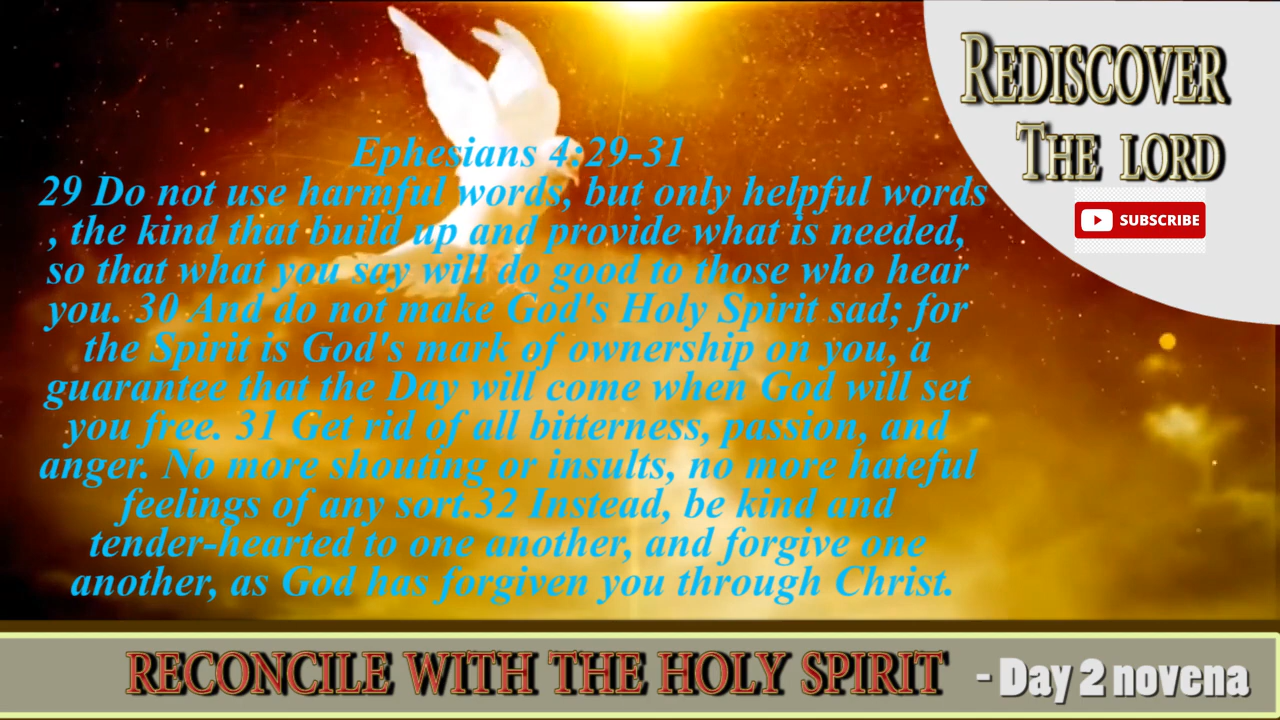 REDISCOVER
THE LORD
SUBSCRIBE
Ephesians 4:29-31
29 Do not use harmful words, but only helpful words
, the kind that build up and provide what is needed,
so that what you say will do good to those who hear
you. 30 And do not make God's Holy Spirit sad; for
the Spirit is God's mark of ownership on you, a
guarantee that the Day will come when God will set
you free. 31 Get rid of all bitterness, passion, and
anger. No more shouting or insults, no more hateful
feelings of any sort.32 Instead, be kind and
tender-hearted to one another, and forgive one
another, as God has forgiven you through Christ.
RECONCILE WITH THE HOLY SPIRIT - Day 2 novena